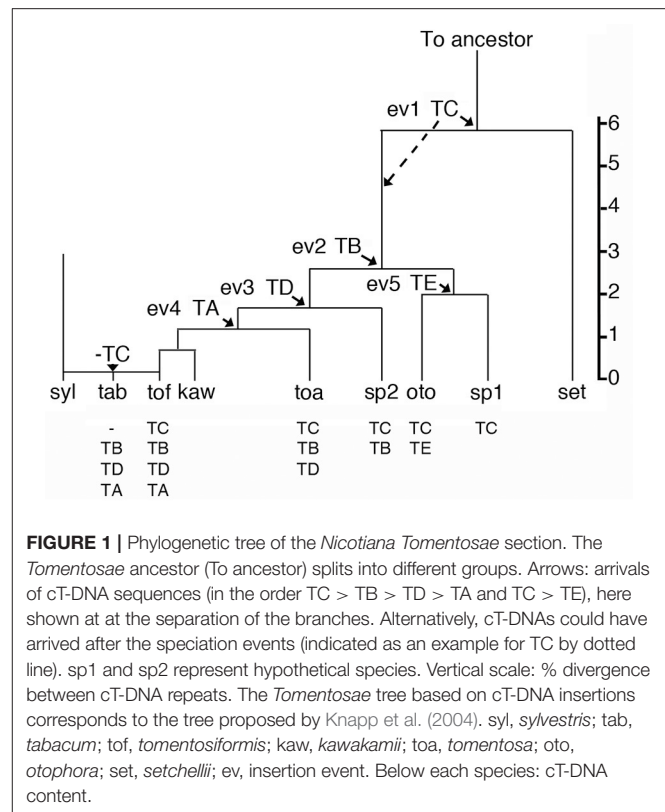 To ancestor
ev1 TC
6
5
4
3
ev2 TB
ev3 TD
ev5 TE
2
ev4 TA
1
-TC
0
syl tab tof kaw toa sp2 oto sp1 set
- TC TC TC TC TC
TB TB TB TB TE
TD TD TD
TA TA
FIGURE 1 | Phylogenetic tree of the Nicotiana Tomentosae section. The
Tomentosae ancestor (To ancestor) splits into different groups. Arrows: arrivals
of cT-DNA sequences (in the order TC > TB > TD > TA and TC > TE), here
shown at at the separation of the branches. Alternatively, cT-DNAs could have
arrived after the speciation events (indicated as an example for TC by dotted
line). sp1 and sp2 represent hypothetical species. Vertical scale: % divergence
between cT-DNA repeats. The Tomentosae tree based on cT-DNA insertions
corresponds to the tree proposed by Knapp et al. (2004). syl, sylvestris; tab,
tabacum; tof, tomentosiformis; kaw, kawakamii; toa, tomentosa; oto,
otophora; set, setchellii; ev, insertion event. Below each species: cT-DNA
content.